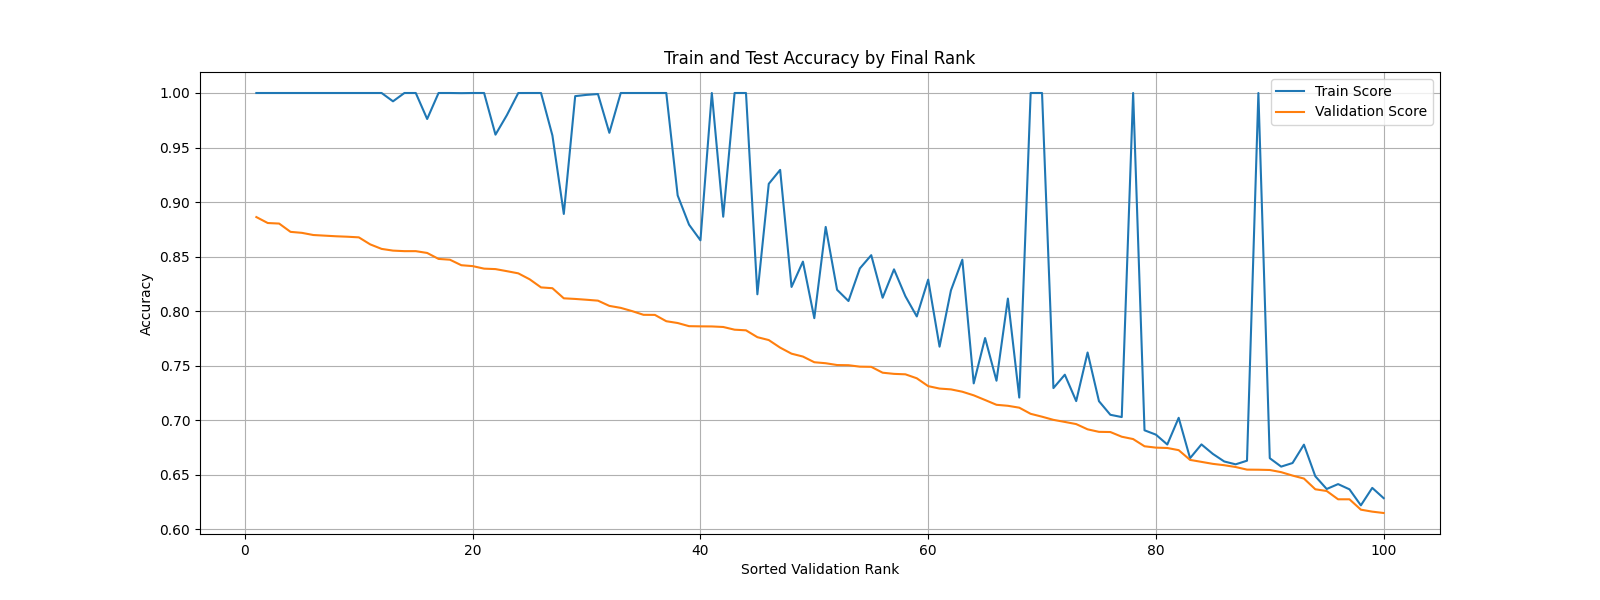 Train and Test Accuracy by Final Rank
Train Score
Validation Score
1.00
0.95
0.90
0.85
0.80
0.75
0.70
0.65
0.60
Accuracy
0 20 40 60 80 100
Sorted Validation Rank